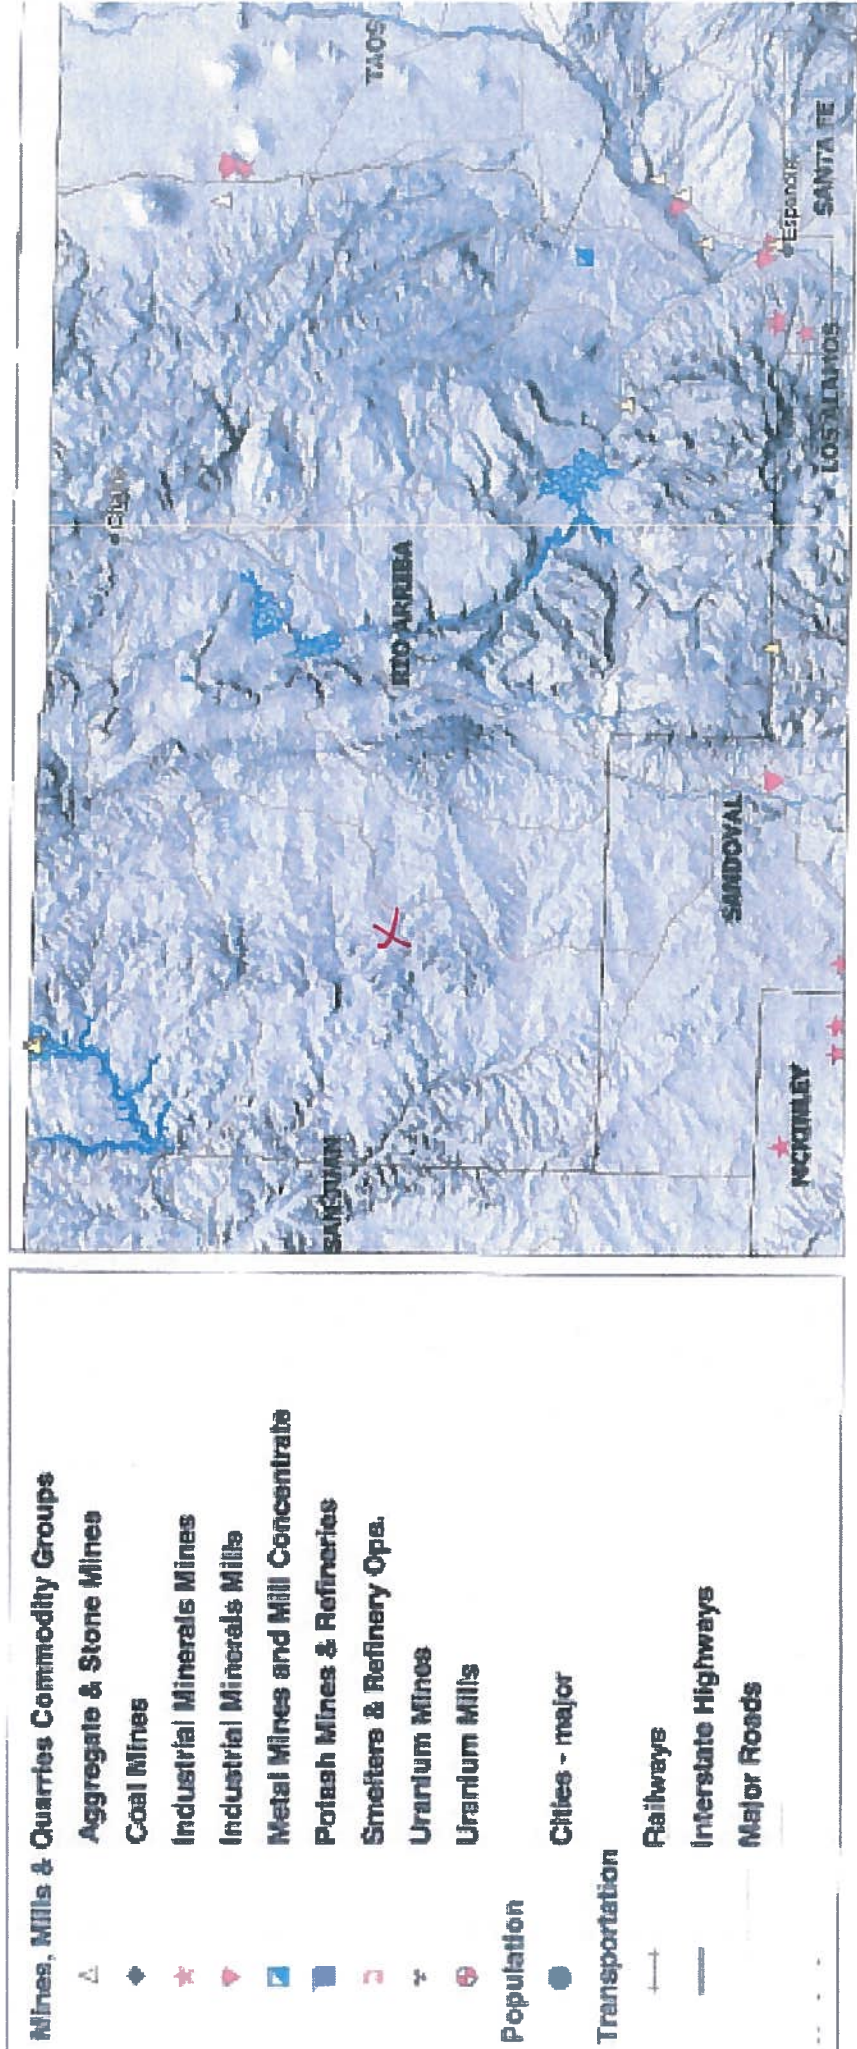 Mines, Mills & Quarries Commodity Groups
Aggregate & Stone Mines
Coal Mines
Industrial Minerals Mines
Industrial Minerals Mills
Metal Mines and Mill Concentrate
Potash Mines & Refineries
Smelters & Refinery Ops.
Uranium Mines
Uranium Mills
Population
Cities - major
Transportation
Railways
Interstate Highways
Major Roads
Chama
TAOS
RIO ARRIBA
SAN JUAN
SANDOVAL
MCKINLEY
LOS ALAMOS
Espanola
SANTA FE